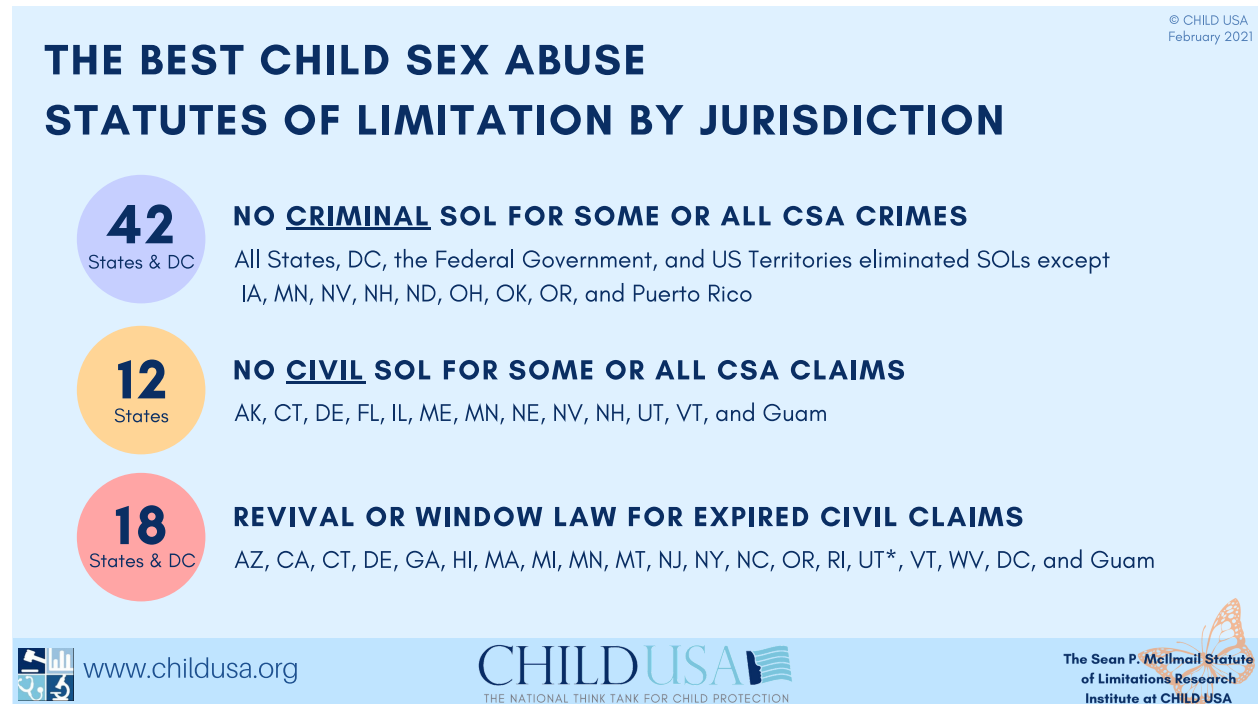 © CHILD USA
February 2021
THE BEST CHILD SEX ABUSE
STATUTES OF LIMITATION BY JURISDICTION
42
States & DC
NO CRIMINAL SOL FOR SOME OR ALL CSA CRIMES
All States, DC, the Federal Government, and US Territories eliminated SOLs except
IA, MN, NV, NH, ND, OH, OK, OR, and Puerto Rico
12
States
NO CIVIL SOL FOR SOME OR ALL CSA CLAIMS
AK, CT, DE, FL, IL, ME, MN, NE, NV, NH, UT, VT, and Guam
18
States & DC
REVIVAL OR WINDOW LAW FOR EXPIRED CIVIL CLAIMS
AZ, CA, CT, DE, GA, HI, MA, MI, MN, MT, NJ, NY, NC, OR, RI, UT*, VT, WV, DC, and Guam
www.childusa.org
CHILDUSA
THE NATIONAL THINK TANK FOR CHILD PROTECTION
The Sean P. McIlmail Statute
of Limitations Research
Institute at CHILD USA